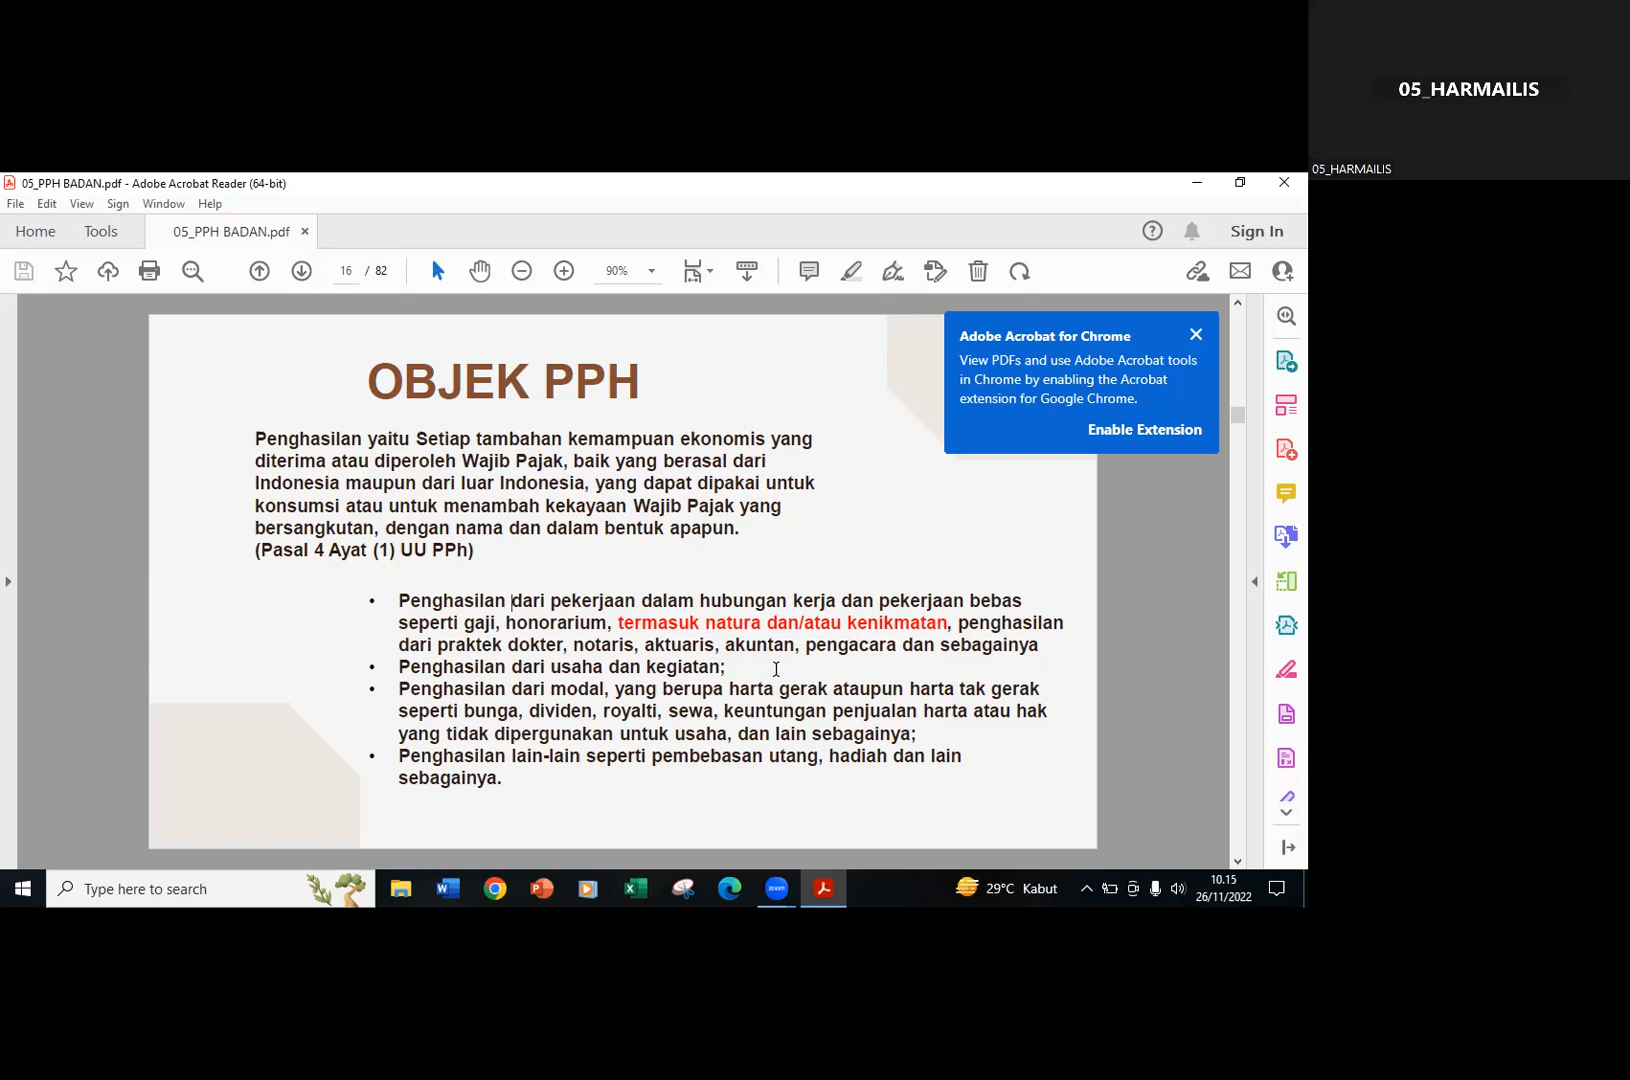 05_HARMAILIS
05_HARMAILIS
05_PPH BADAN.pdf - Adobe Acrobat Reader (64-bit)
File Edit View Sign Window Help
Home Tools 05_PPH BADAN.pdf × Sign In
16 / 82 90%
Adobe Acrobat for Chrome
View PDFs and use Adobe Acrobat tools
in Chrome by enabling the Acrobat
extension for Google Chrome.
Enable Extension
OBJEK PPH
Penghasilan yaitu Setiap tambahan kemampuan ekonomis yang
diterima atau diperoleh Wajib Pajak, baik yang berasal dari
Indonesia maupun dari luar Indonesia, yang dapat dipakai untuk
konsumsi atau untuk menambah kekayaan Wajib Pajak yang
bersangkutan, dengan nama dan dalam bentuk apapun.
(Pasal 4 Ayat (1) UU PPh)
• Penghasilan dari pekerjaan dalam hubungan kerja dan pekerjaan bebas
seperti gaji, honorarium, termasuk natura dan/atau kenikmatan, penghasilan
dari praktek dokter, notaris, aktuaris, akuntan, pengacara dan sebagainya
• Penghasilan dari usaha dan kegiatan;
• Penghasilan dari modal, yang berupa harta gerak ataupun harta tak gerak
seperti bunga, dividen, royalti, sewa, keuntungan penjualan harta atau hak
yang tidak dipergunakan untuk usaha, dan lain sebagainya;
• Penghasilan lain-lain seperti pembebasan utang, hadiah dan lain
sebagainya.
Type here to search
29°C Kabut
10.15
26/11/2022